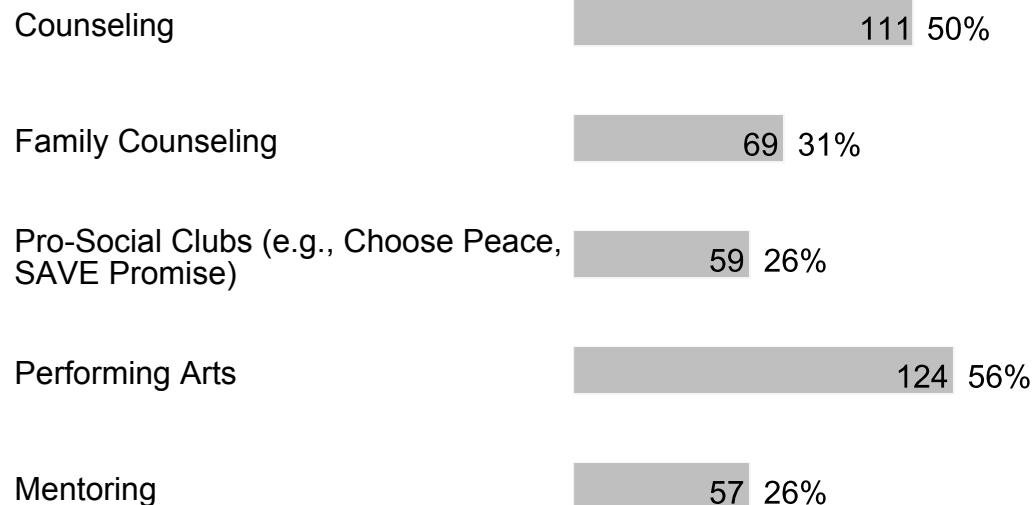 Counseling 111 50%
Family Counseling 69 31%
Pro-Social Clubs (e.g., Choose Peace,
SAVE Promise) 59 26%
Performing Arts 124 56%
Mentoring 57 26%